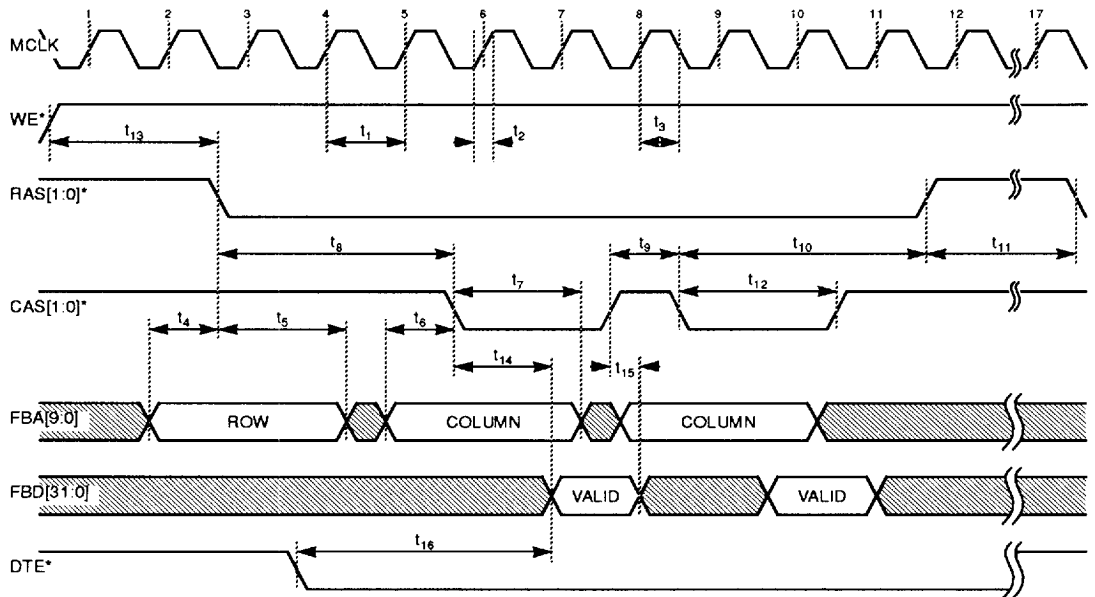 1 2 3 4 5 6 7 8 9 10 11 12 17
MCLK
WE*
t13 t1 t2 t3
RAS[1:0]*
t8 t9 t10 t11
CAS[1:0]*
t7 t12
t4 t5 t6
t14 t15
FBA[9:0] ROW COLUMN COLUMN
FBD[31:0] VALID VALID
t16
DTE*